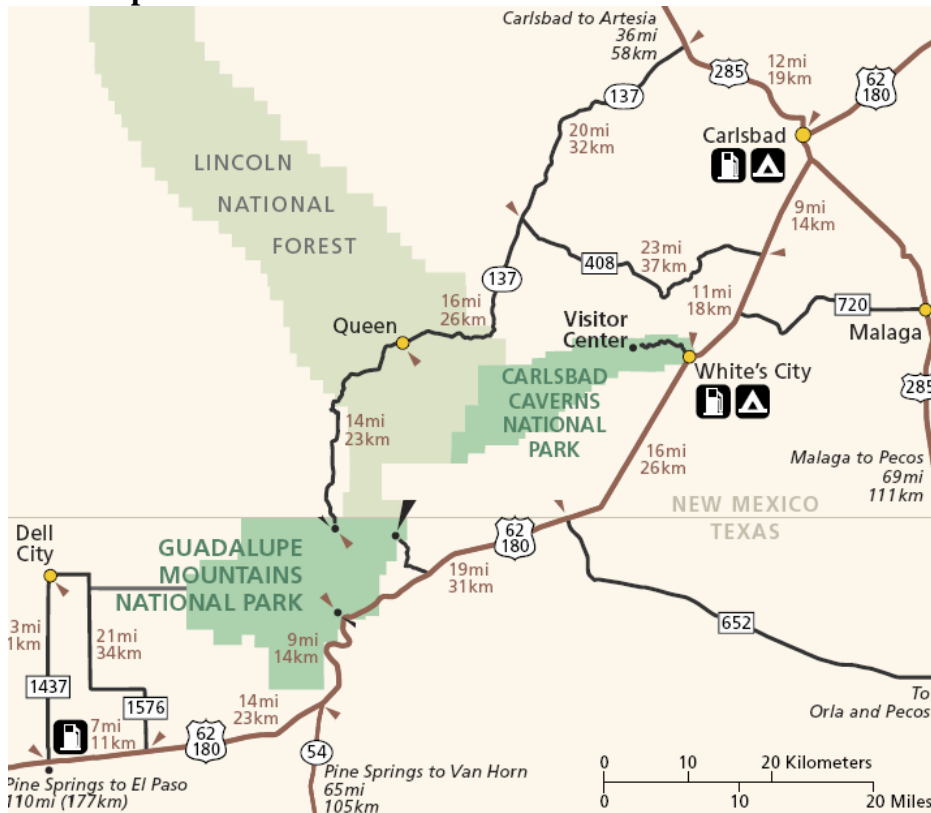 Carlsbad to Artesia
36mi
58km
285
12mi
19km
62
180
137
20mi
32km
Carlsbad
LINCOLN
NATIONAL
FOREST
9mi
14km
23mi
37km
408
137
16mi
26km
11mi
18km
720
Queen
Visitor
Center
Malaga
White's City
CARLSBAD
CAVERNS
NATIONAL
PARK
285
14mi
23km
16mi
26km
Malaga to Pecos
69mi
111km
NEW MEXICO
TEXAS
62
180
Dell
City
GUADALUPE
MOUNTAINS
NATIONAL PARK
19mi
31km
3mi
1km
21mi
34km
9mi
14km
652
1437
1576
14mi
23km
To
Orla and Pecos
7mi
11km
62
180
54
Pine Springs to El Paso
110mi (177km)
Pine Springs to Van Horn
65mi
105km
0 10 20 Kilometers
0 10 20 Miles